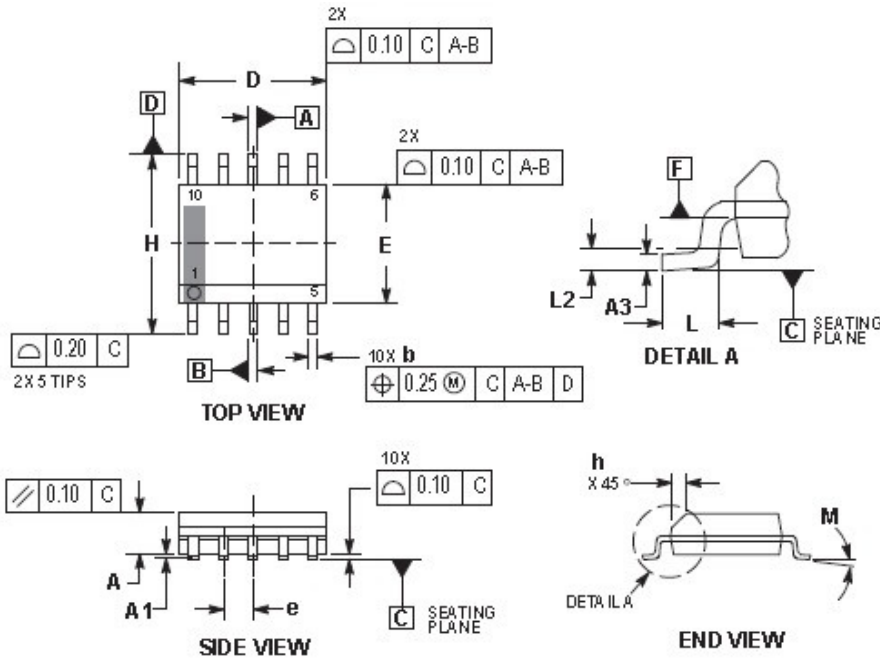 2X
⌓ 0.10 C A-B
D
D
A
2X
⌓ 0.10 C A-B
10
6
H
E
1
5
⌓ 0.20 C
2X 5 TIPS
B
10X b
⌖ 0.25 Ⓜ C A-B D
TOP VIEW
F
L2
A3
L
C SEATING PLANE
DETAIL A
10X
⌓ 0.10 C
⫽ 0.10 C
A
A1
e
C SEATING PLANE
SIDE VIEW
h
X 45°
M
DETAIL A
END VIEW